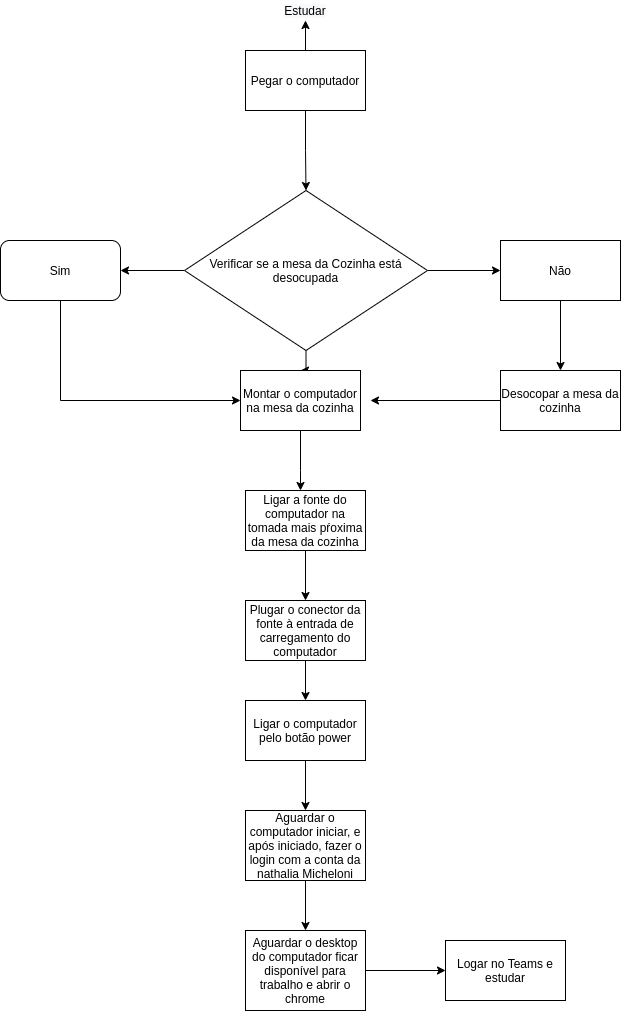 Estudar
Pegar o computador
Verificar se a mesa da Cozinha está
desocupada
Sim
Não
Montar o computador
na mesa da cozinha
Desocopar a mesa da
cozinha
Ligar a fonte do
computador na
tomada mais pŕoxima
da mesa da cozinha
Plugar o conector da
fonte à entrada de
carregamento do
computador
Ligar o computador
pelo botão power
Aguardar o
computador iniciar, e
após iniciado, fazer o
login com a conta da
nathalia Micheloni
Aguardar o desktop
do computador ficar
disponível para
trabalho e abrir o
chrome
Logar no Teams e
estudar